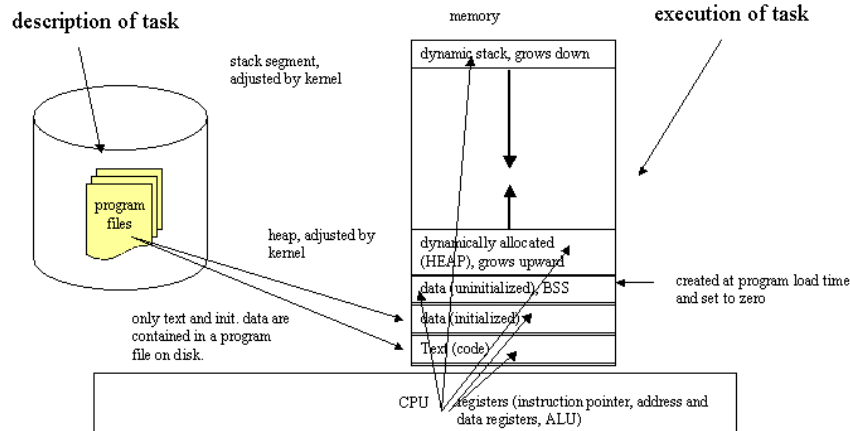 description of task
memory
execution of task
stack segment,
adjusted by kernel
dynamic stack, grows down
program
files
heap, adjusted by
kernel
dynamically allocated
(HEAP), grows upward
data (uninitialized), BSS
created at program load time
and set to zero
data (initialized)
only text and init. data are
contained in a program
file on disk.
Text (code)
CPU
registers (instruction pointer, address and
data registers, ALU)